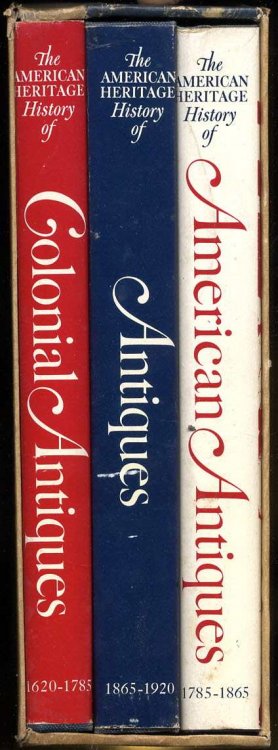 The
AMERICAN
HERITAGE
History
of
Colonial Antiques
1620-1785
The
AMERICAN
HERITAGE
History of
Antiques
1865-1920
The
AMERICAN
HERITAGE
History
of
American Antiques
1785-1865